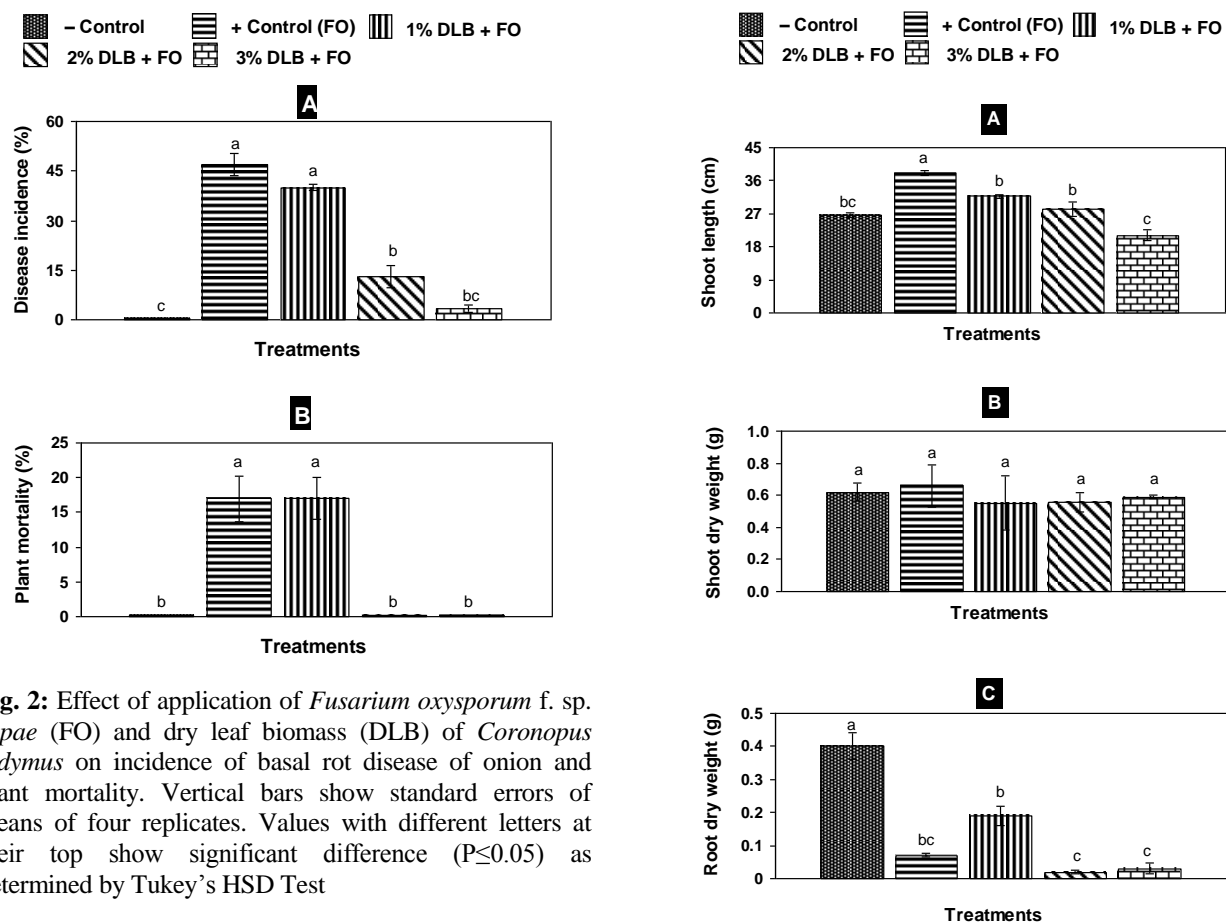 – Control + Control (FO) 1% DLB + FO
2% DLB + FO 3% DLB + FO
A
Disease incidence (%)
60
45
30
15
0
c a a b bc
Treatments
B
Plant mortality (%)
25
20
15
10
5
0
b a a b b
Treatments
g. 2: Effect of application of Fusarium oxysporum f. sp.
pae (FO) and dry leaf biomass (DLB) of Coronopus
dymus on incidence of basal rot disease of onion and
ant mortality. Vertical bars show standard errors of
eans of four replicates. Values with different letters at
eir top show significant difference (P≤0.05) as
etermined by Tukey’s HSD Test
– Control + Control (FO) 1% DLB + FO
2% DLB + FO 3% DLB + FO
A
Shoot length (cm)
45
36
27
18
9
0
bc a b b c
Treatments
B
Shoot dry weight (g)
1.0
0.8
0.6
0.4
0.2
0.0
a a a a a
Treatments
C
Root dry weight (g)
0.5
0.4
0.3
0.2
0.1
0
a bc b c c
Treatments